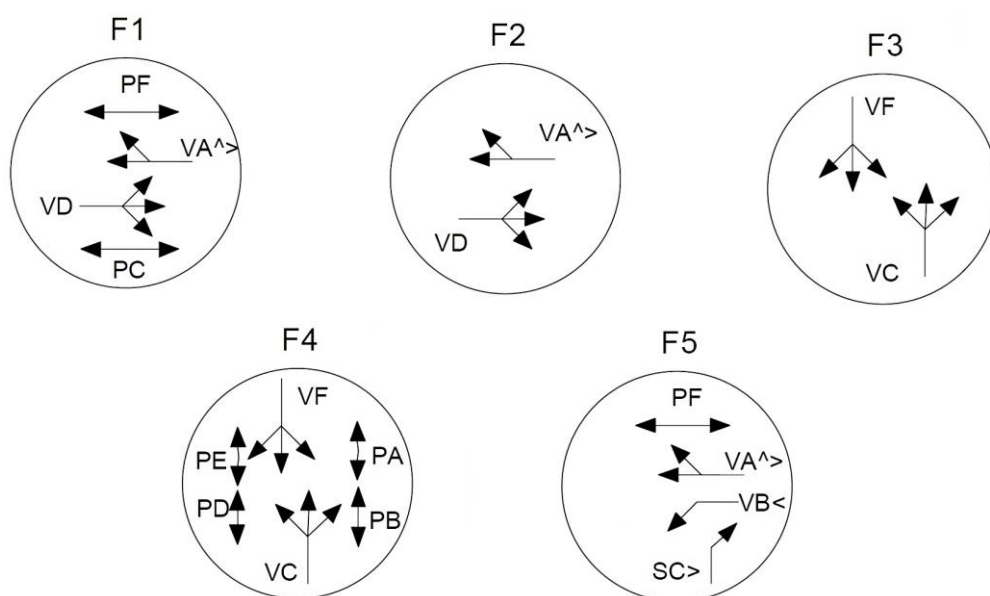 F1
PF
VA^>
VD
PC
F2
VA^>
VD
F3
VF
VC
F4
VF
PE
PA
PD
PB
VC
F5
PF
VA^>
VB<
SC>